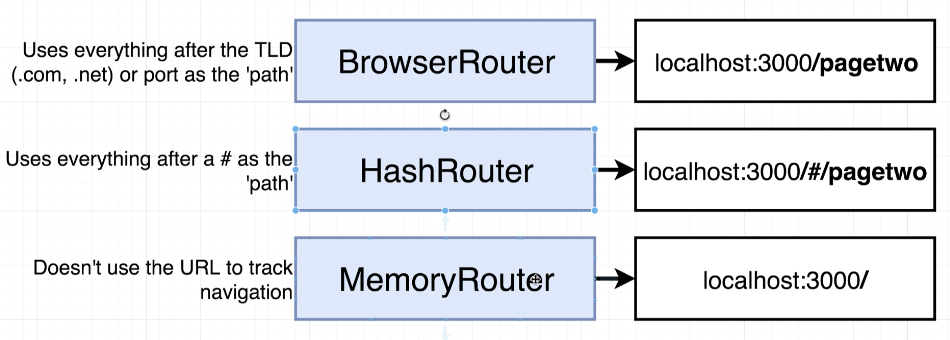 Uses everything after the TLD
(.com, .net) or port as the 'path'
BrowserRouter
localhost:3000/pagetwo
Uses everything after a # as the
'path'
HashRouter
localhost:3000/#/pagetwo
Doesn't use the URL to track
navigation
MemoryRouter
localhost:3000/